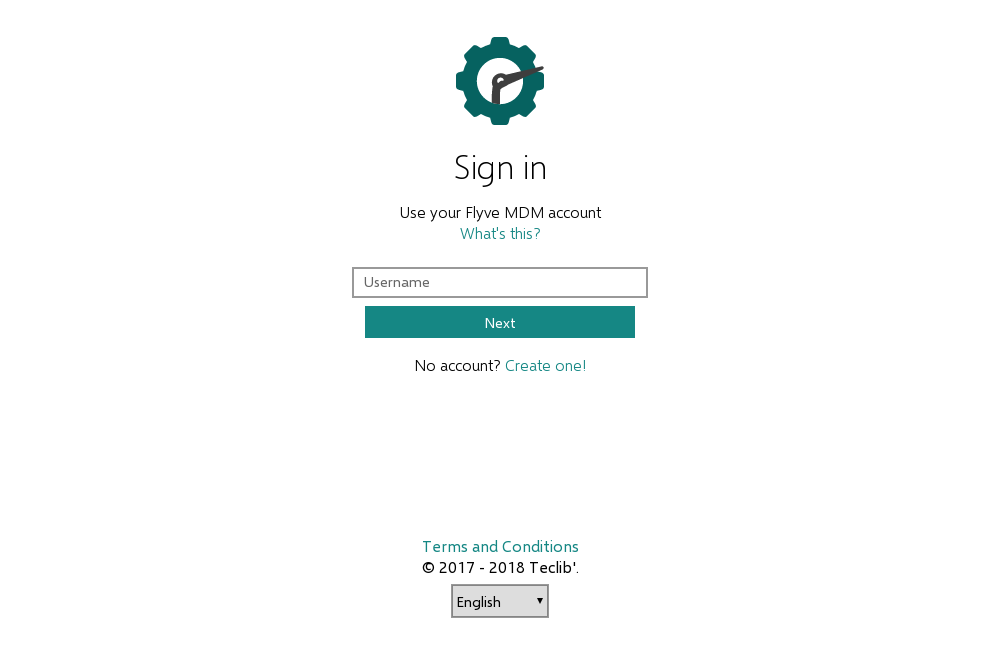 Sign in
Use your Flyve MDM account
What's this?
Username
Next
No account? Create one!
Terms and Conditions
© 2017 - 2018 Teclib'.
English